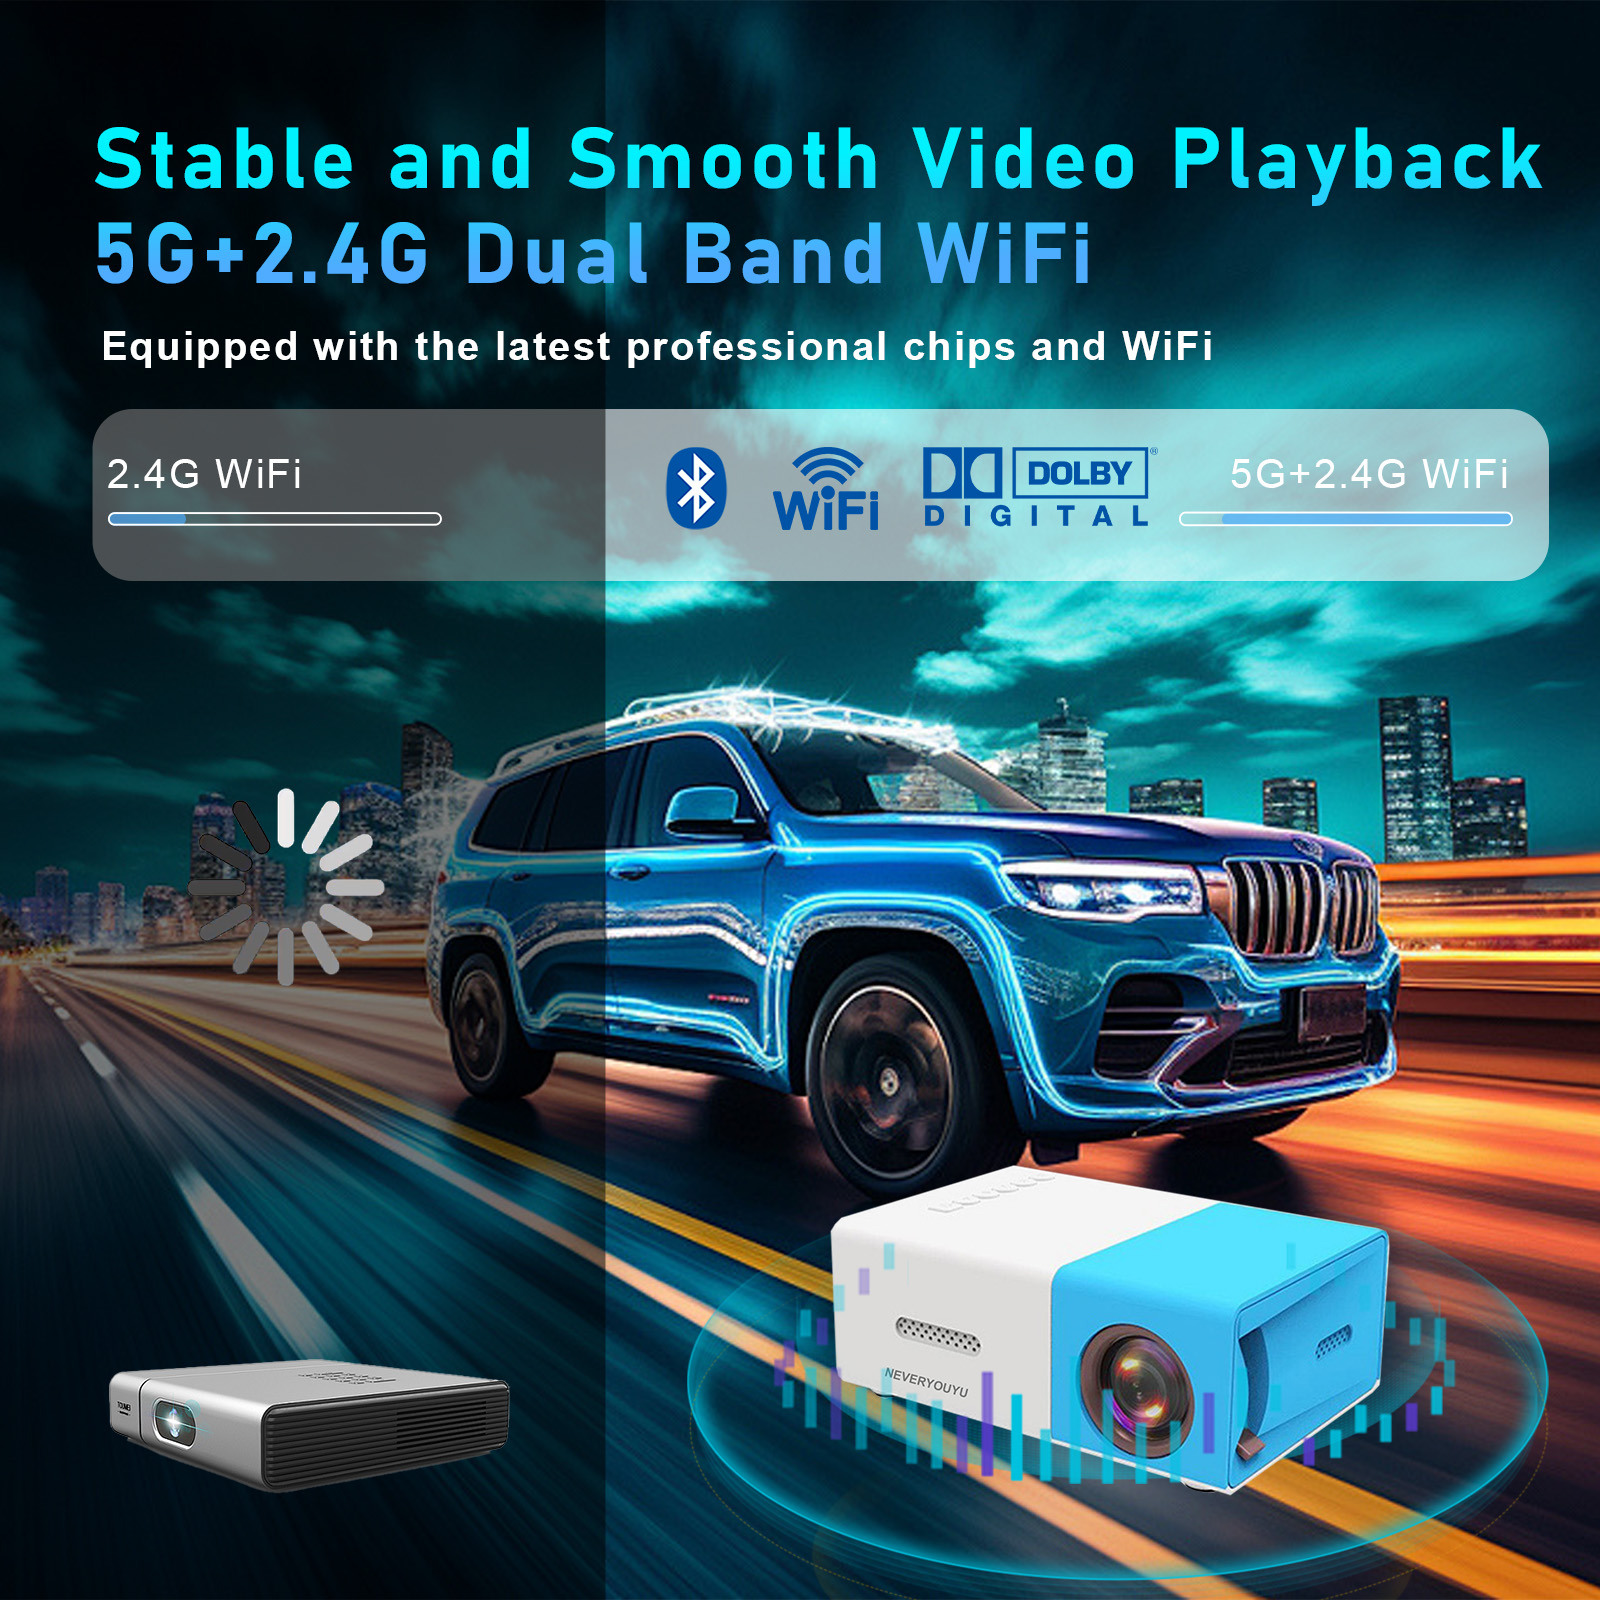 Stable and Smooth Video Playback
5G+2.4G Dual Band WiFi
Equipped with the latest professional chips and WiFi
2.4G WiFi
WiFi
DOLBY®
DIGITAL
5G+2.4G WiFi
NEVERYOUYU
TOUMEI